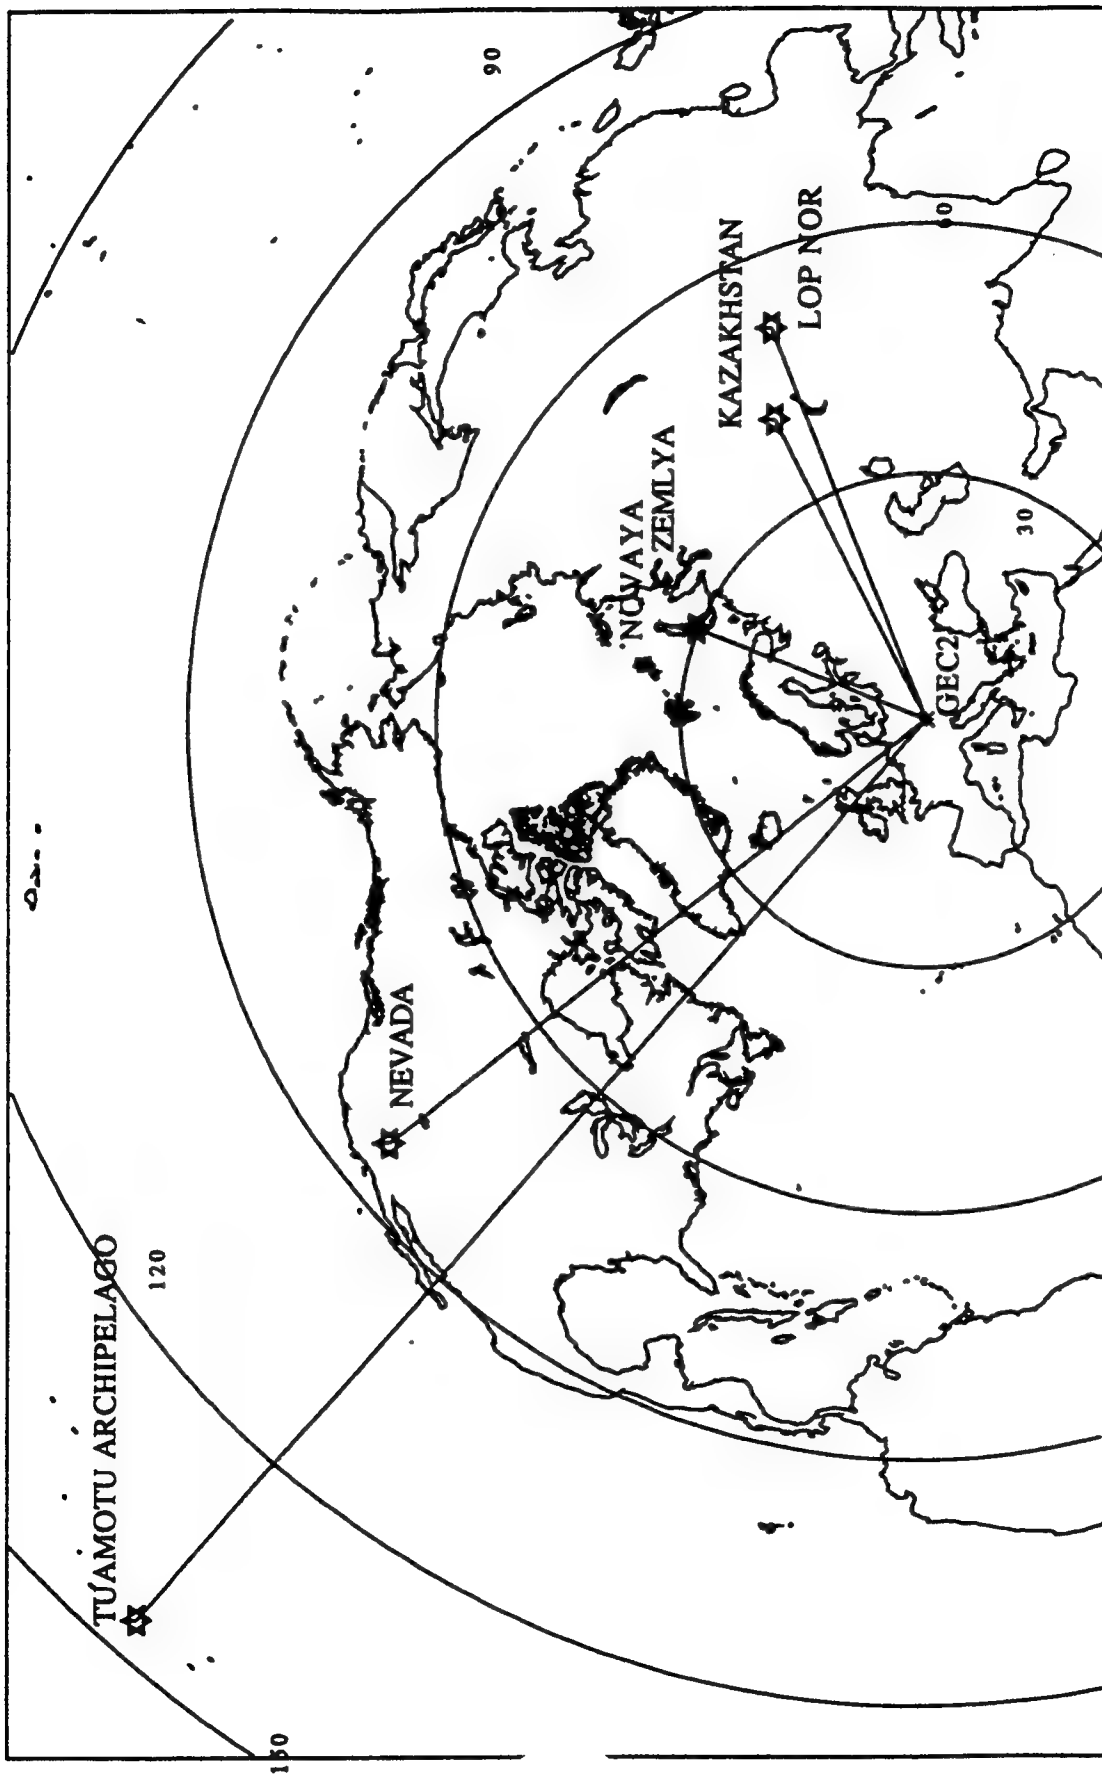 TUAMOTU ARCHIPELAGO
120
150
NEVADA
90
NOVAYA
ZEMLYA
KAZAKHSTAN
LOP NOR
60
30
GEC2